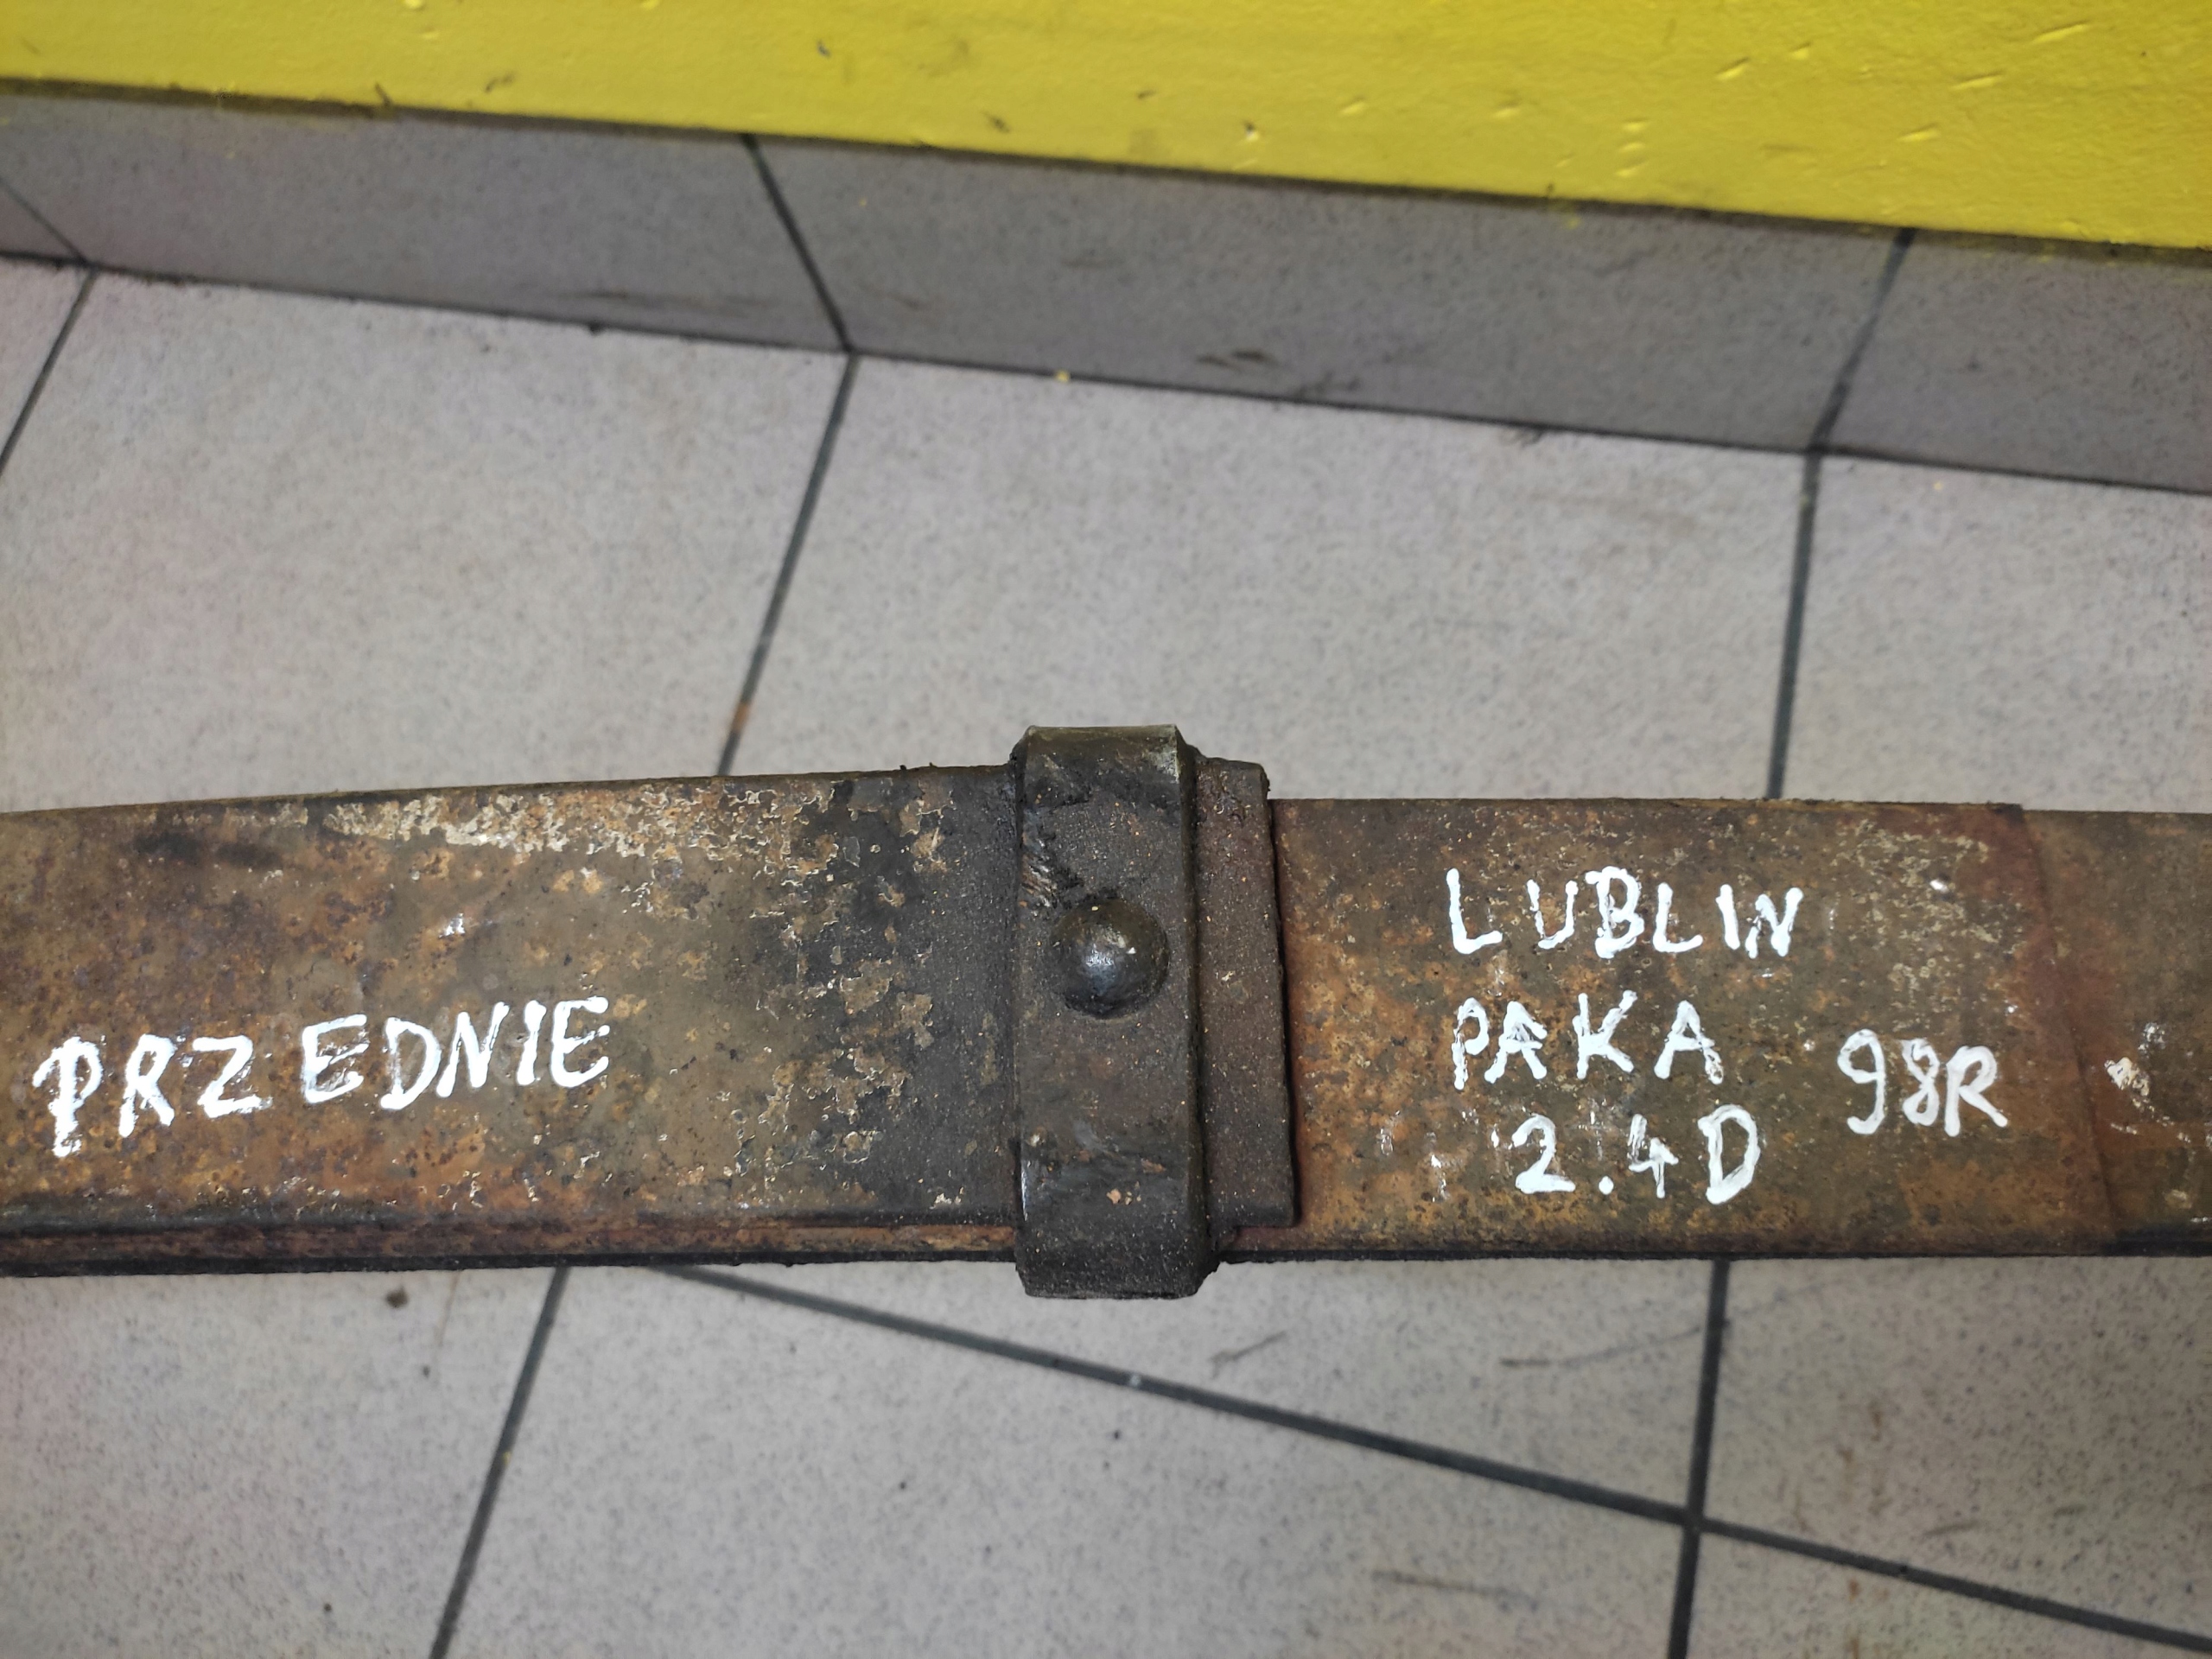 PRZEDNIE
LUBLIN
PAKA 98R
2.4D